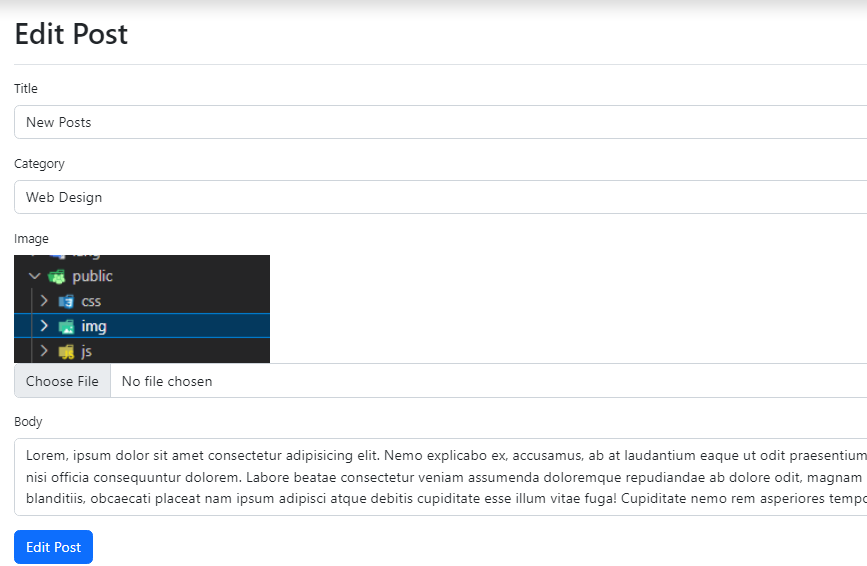 Edit Post
Title
New Posts
Category
Web Design
Image
public
css
img
js
Choose File No file chosen
Body
Lorem, ipsum dolor sit amet consectetur adipisicing elit. Nemo explicabo ex, accusamus, ab at laudantium eaque ut odit praesentium
nisi officia consequuntur dolorem. Labore beatae consectetur veniam assumenda doloremque repudiandae ab dolore odit, magnam
blanditiis, obcaecati placeat nam ipsum adipisci atque debitis cupiditate esse illum vitae fuga! Cupiditate nemo rem asperiores
Edit Post